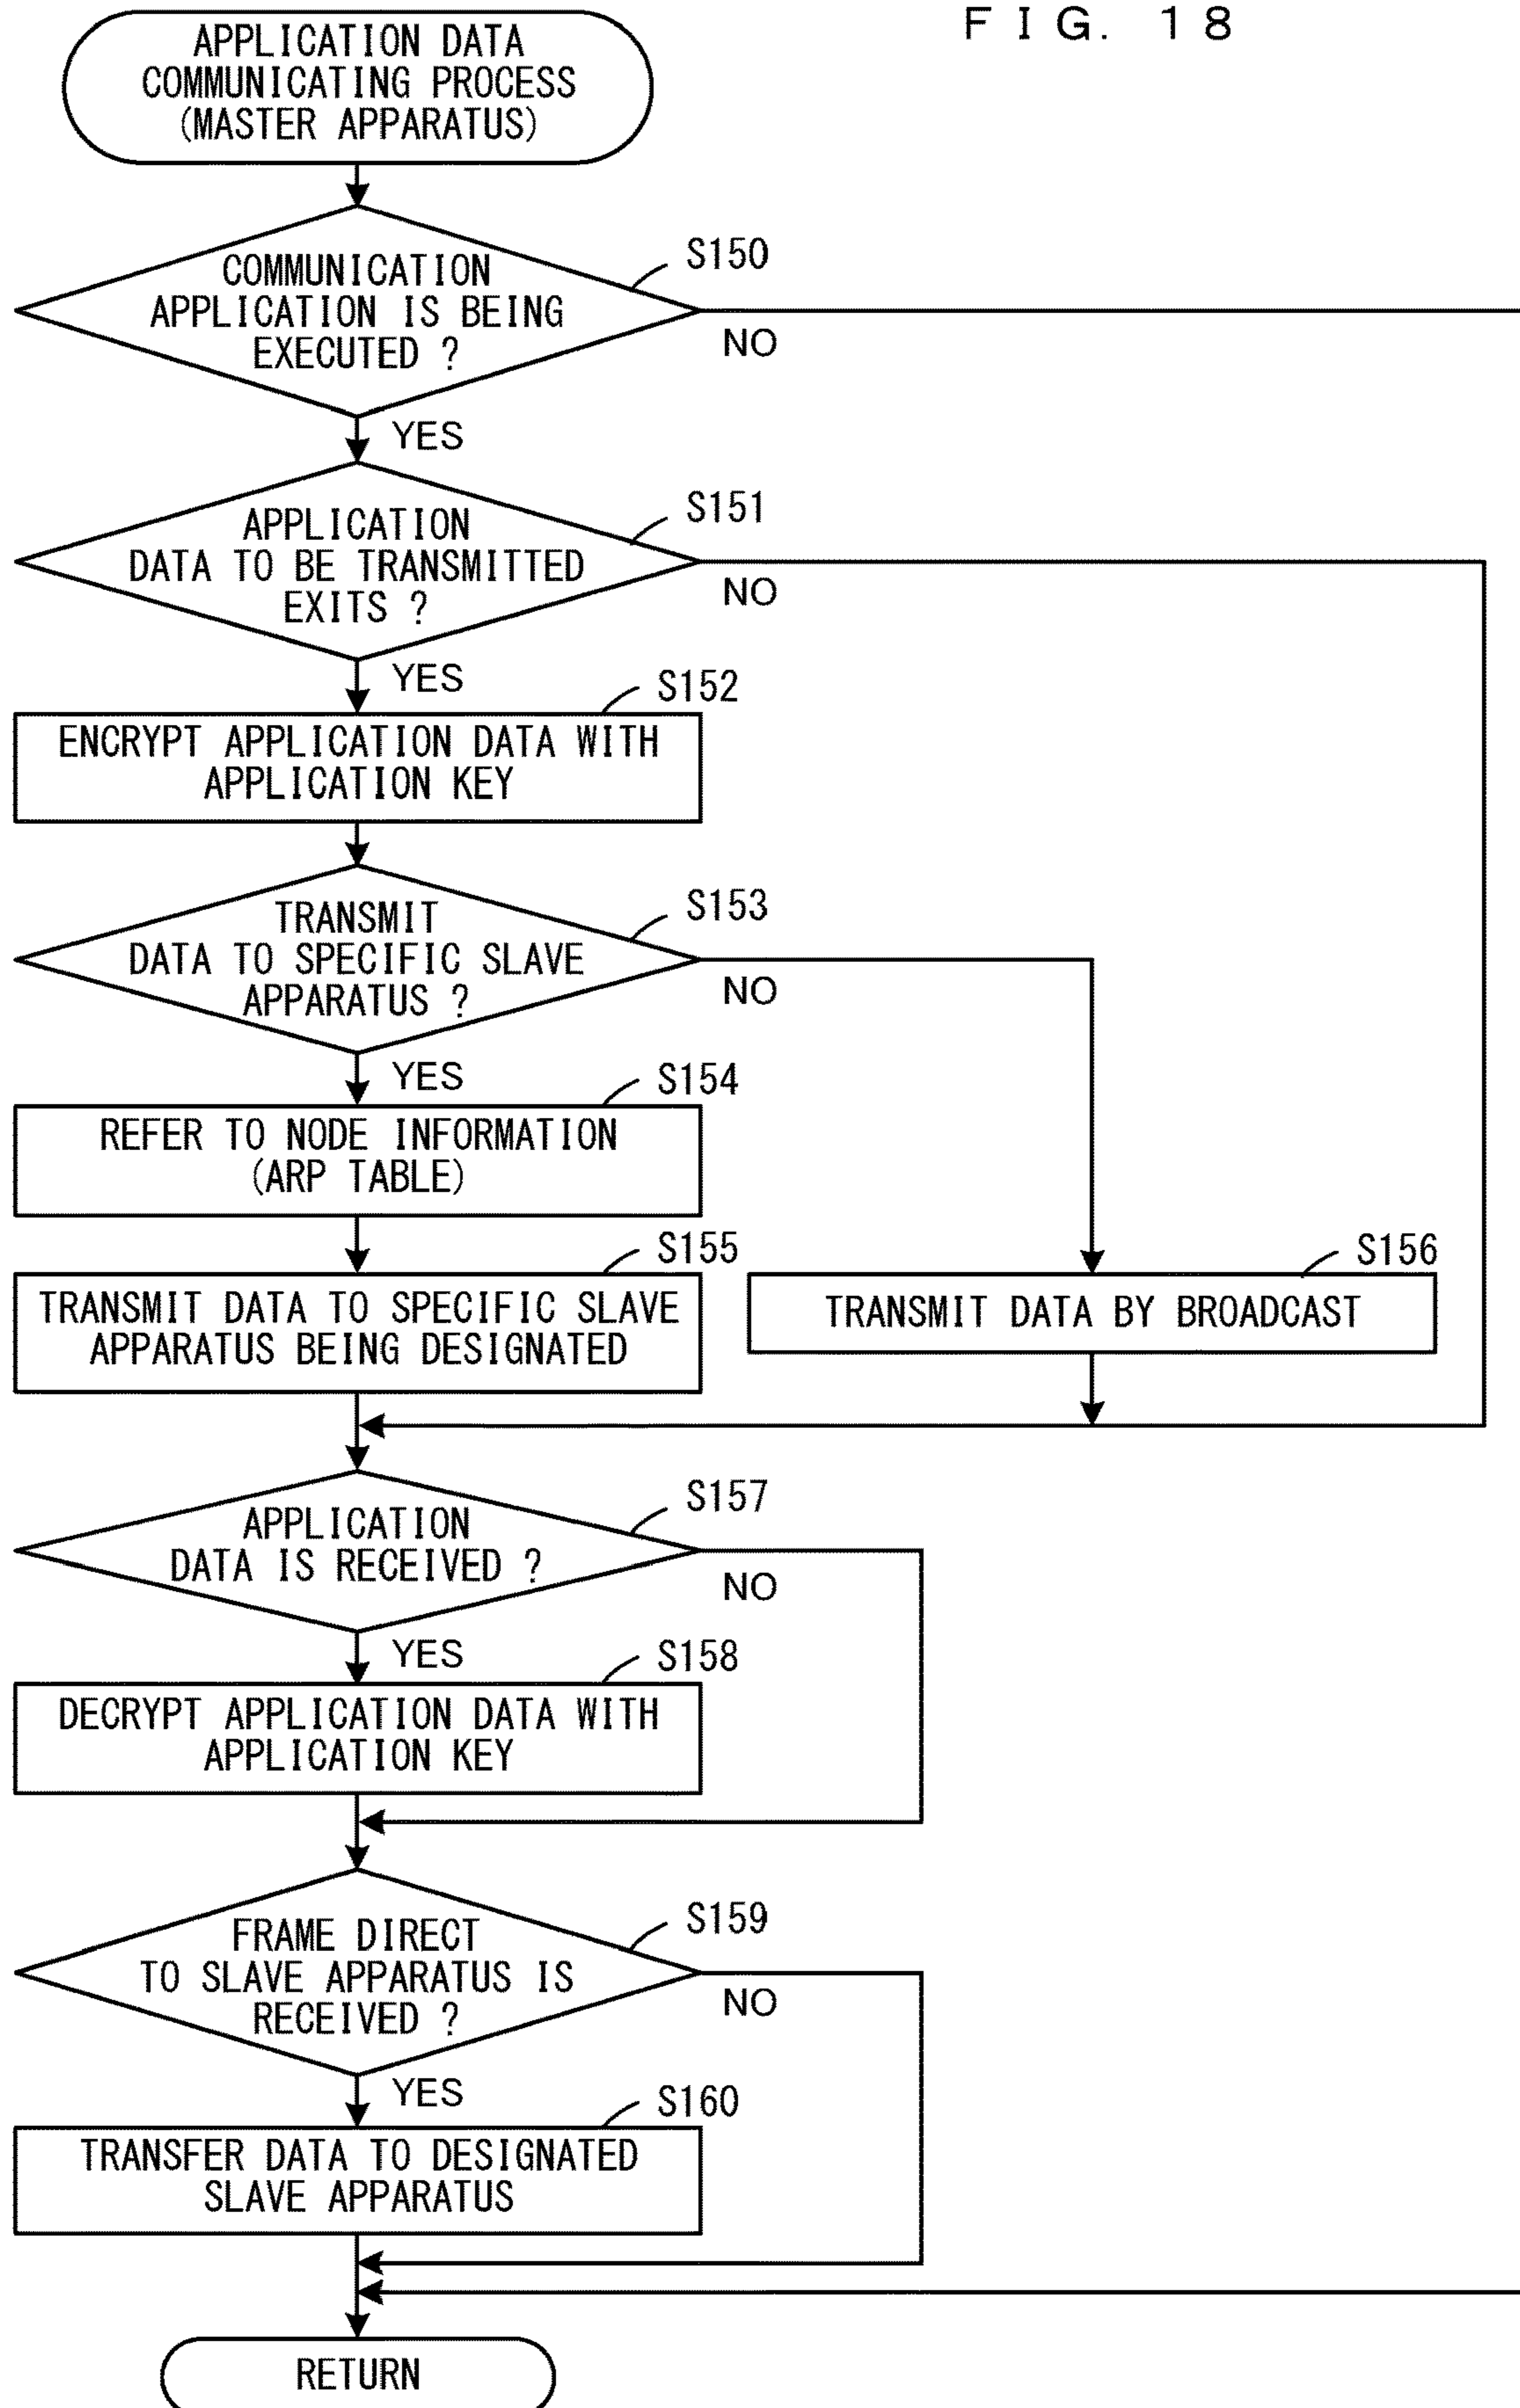 FIG. 18
APPLICATION DATA
COMMUNICATING PROCESS
(MASTER APPARATUS)
S150
COMMUNICATION
APPLICATION IS BEING
EXECUTED ?
NO
YES
S151
APPLICATION
DATA TO BE TRANSMITTED
EXITS ?
NO
YES
S152
ENCRYPT APPLICATION DATA WITH
APPLICATION KEY
S153
TRANSMIT
DATA TO SPECIFIC SLAVE
APPARATUS ?
NO
YES
S154
REFER TO NODE INFORMATION
(ARP TABLE)
S155
TRANSMIT DATA TO SPECIFIC SLAVE
APPARATUS BEING DESIGNATED
S156
TRANSMIT DATA BY BROADCAST
S157
APPLICATION
DATA IS RECEIVED ?
NO
YES
S158
DECRYPT APPLICATION DATA WITH
APPLICATION KEY
S159
FRAME DIRECT
TO SLAVE APPARATUS IS
RECEIVED ?
NO
YES
S160
TRANSFER DATA TO DESIGNATED
SLAVE APPARATUS
RETURN